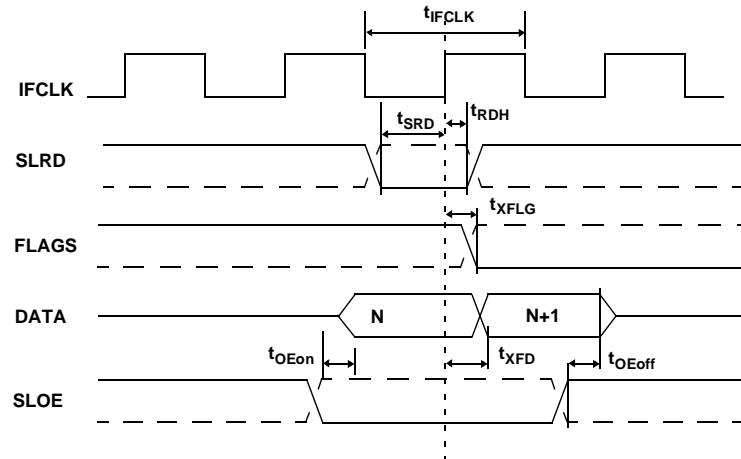 tIFCLK
IFCLK
tSRD
tRDH
SLRD
tXFLG
FLAGS
DATA
N
N+1
tOEon
tXFD
tOEoff
SLOE